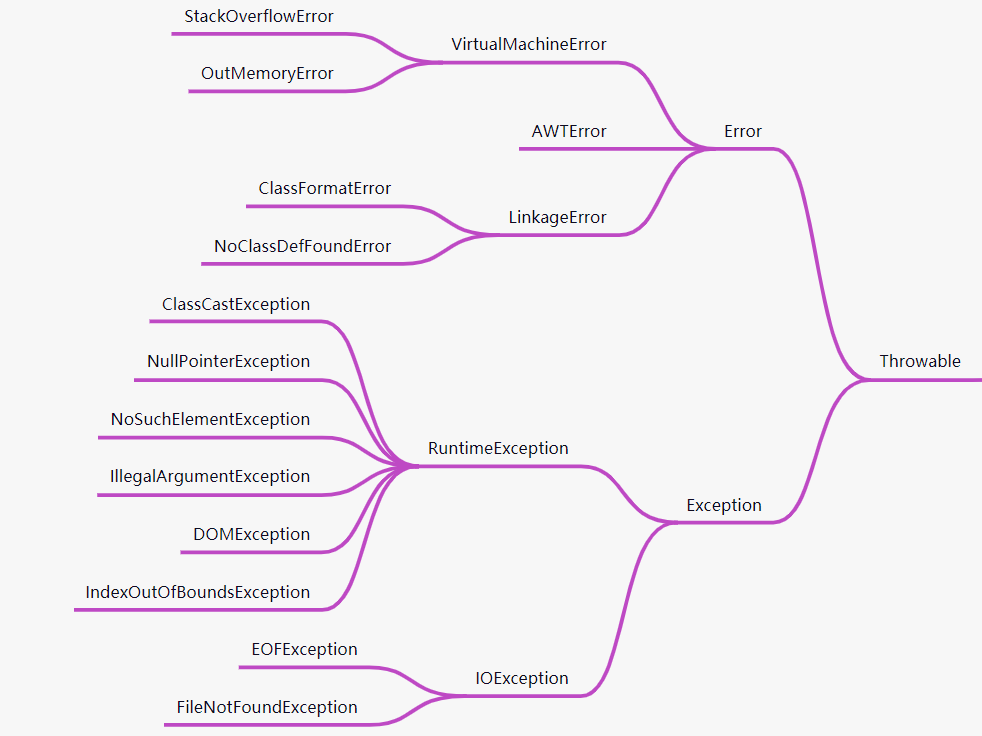 StackOverflowError
VirtualMachineError
OutMemoryError
AWTError
Error
ClassFormatError
LinkageError
NoClassDefFoundError
ClassCastException
NullPointerException
Throwable
NoSuchElementException
RuntimeException
IllegalArgumentException
Exception
DOMException
IndexOutOfBoundsException
EOFException
IOException
FileNotFoundException